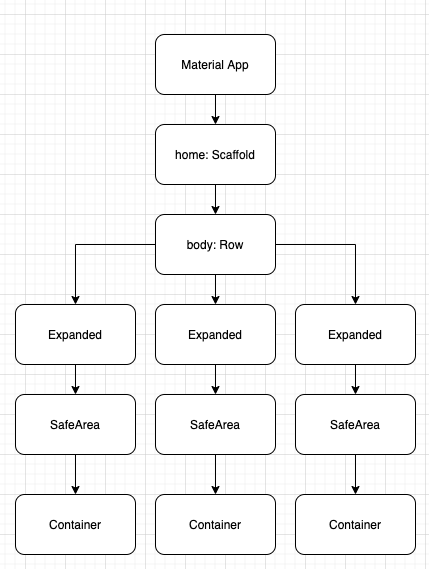 Material App
home: Scaffold
body: Row
Expanded
Expanded
Expanded
SafeArea
SafeArea
SafeArea
Container
Container
Container